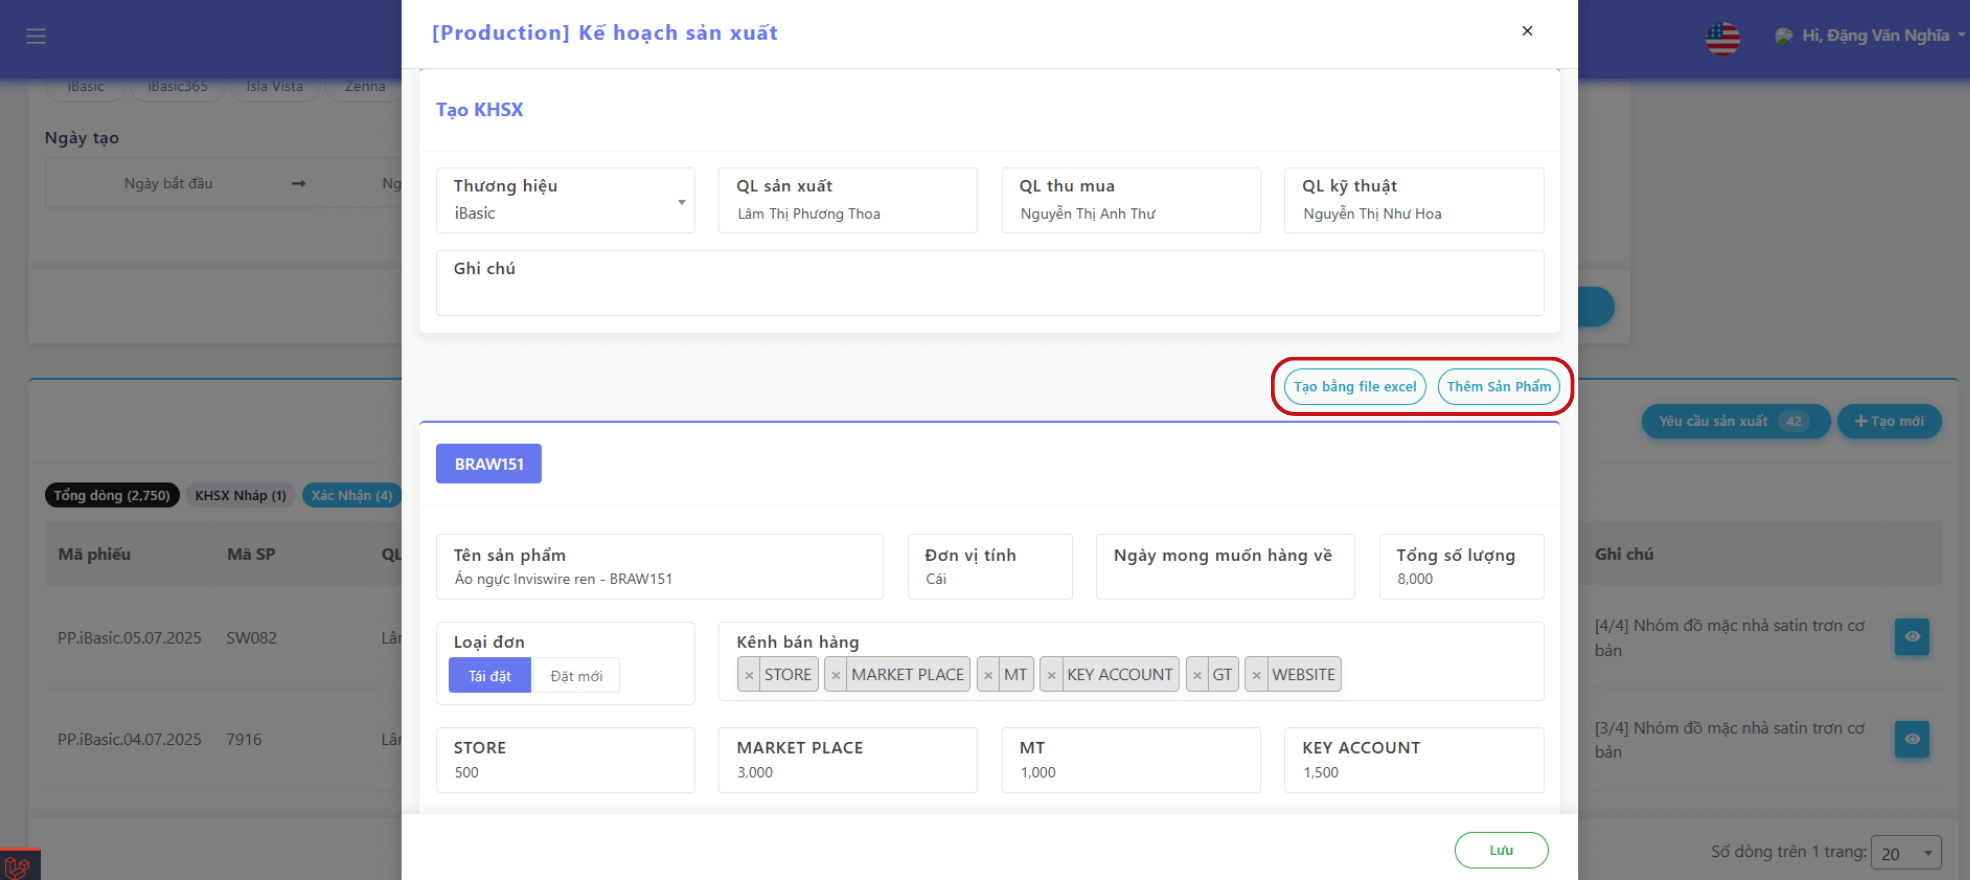 [Production] Kế hoạch sản xuất
×
Hi, Đặng Văn Nghĩa
iBasic
iBasic365
Isla Vista
Zenna
Tạo KHSX
Ngày tạo
Ngày bắt đầu
Thương hiệu
iBasic
QL sản xuất
Lâm Thị Phương Thoa
QL thu mua
Nguyễn Thị Anh Thư
QL kỹ thuật
Nguyễn Thị Như Hoa
Ghi chú
Tạo bằng file excel
Thêm Sản Phẩm
Yêu cầu sản xuất 42
Tạo mới
BRAW151
Tổng dòng (2,750)
KHSX Nháp (1)
Xác Nhận (4)
Mã phiếu
Mã SP
QL
Ghi chú
Tên sản phẩm
Áo ngực Inviswire ren - BRAW151
Đơn vị tính
Cái
Ngày mong muốn hàng về
Tổng số lượng
8,000
PP.iBasic.05.07.2025
SW082
[4/4] Nhóm đồ mặc nhà satin trơn cơ
bản
Loại đơn
Tái đặt
Đặt mới
Kênh bán hàng
× STORE
× MARKET PLACE
× MT
× KEY ACCOUNT
× GT
× WEBSITE
PP.iBasic.04.07.2025
7916
[3/4] Nhóm đồ mặc nhà satin trơn cơ
bản
STORE
500
MARKET PLACE
3,000
MT
1,000
KEY ACCOUNT
1,500
Lưu
Số dòng trên 1 trang:
20